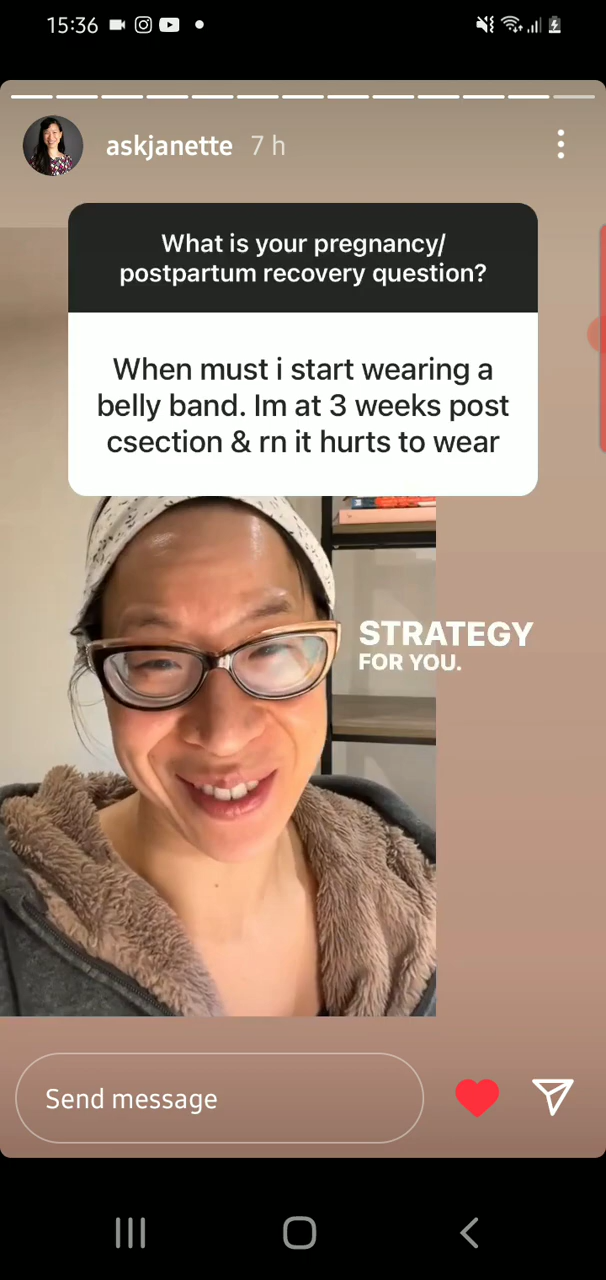 15:36
askjanette 7 h
What is your pregnancy/
postpartum recovery question?
When must i start wearing a
belly band. Im at 3 weeks post
csection & rn it hurts to wear
STRATEGY
FOR YOU.
Send message